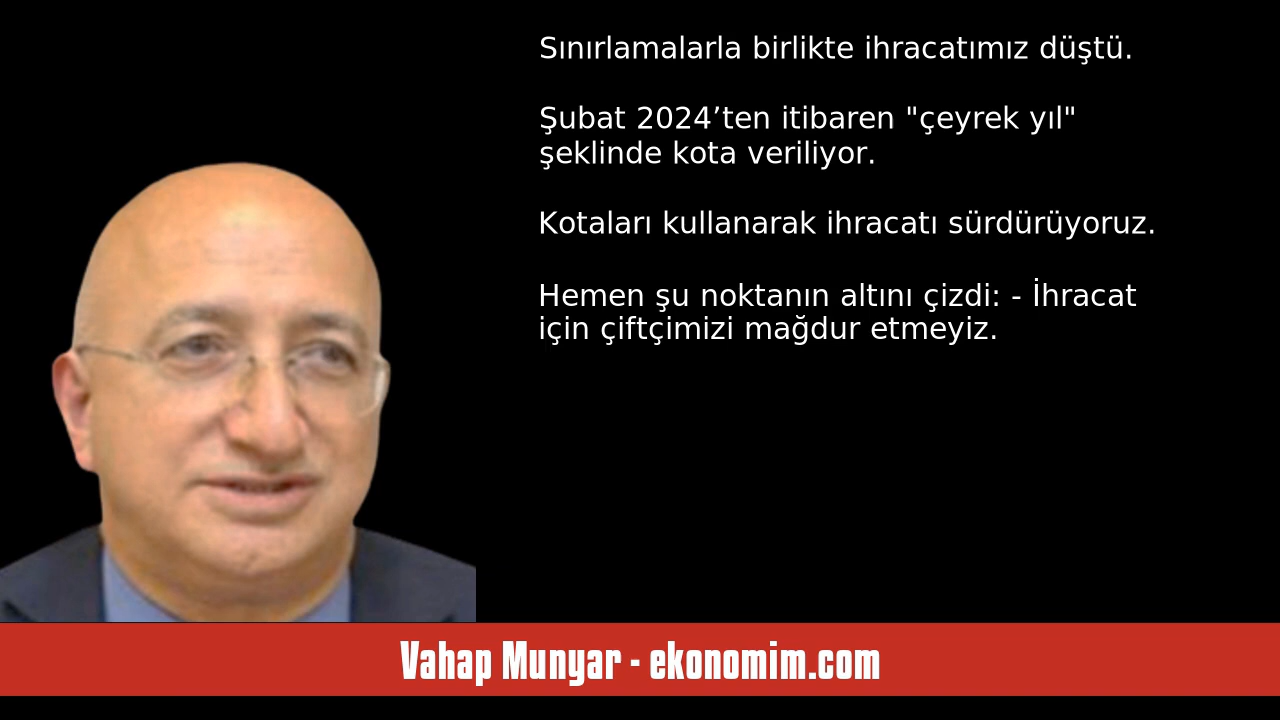 Sınırlamalarla birlikte ihracatımız düştü.
Şubat 2024’ten itibaren "çeyrek yıl"
şeklinde kota veriliyor.
Kotaları kullanarak ihracatı sürdürüyoruz.
Hemen şu noktanın altını çizdi: - İhracat
için çiftçimizi mağdur etmeyiz.
Vahap Munyar - ekonomim.com